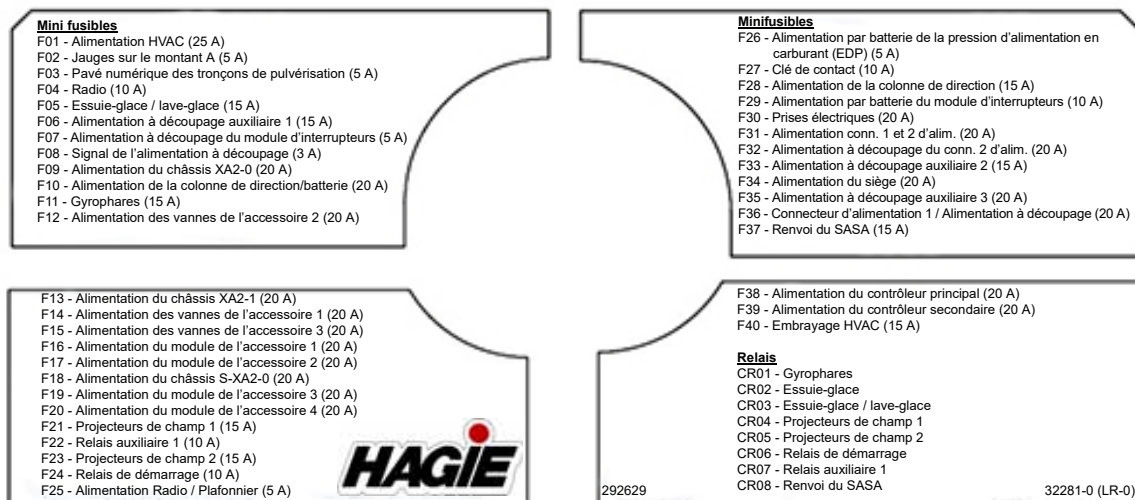 Mini fusibles
F01 - Alimentation HVAC (25 A)
F02 - Jauges sur le montant A (5 A)
F03 - Pavé numérique des tronçons de pulvérisation (5 A)
F04 - Radio (10 A)
F05 - Essuie-glace / lave-glace (15 A)
F06 - Alimentation à découpage auxiliaire 1 (15 A)
F07 - Alimentation à découpage du module d'interrupteurs (5 A)
F08 - Signal de l'alimentation à découpage (3 A)
F09 - Alimentation du châssis XA2-0 (20 A)
F10 - Alimentation de la colonne de direction/batterie (20 A)
F11 - Gyrophares (15 A)
F12 - Alimentation des vannes de l'accessoire 2 (20 A)
Minifusibles
F26 - Alimentation par batterie de la pression d'alimentation en
carburant (EDP) (5 A)
F27 - Clé de contact (10 A)
F28 - Alimentation de la colonne de direction (15 A)
F29 - Alimentation par batterie du module d'interrupteurs (10 A)
F30 - Prises électriques (20 A)
F31 - Alimentation conn. 1 et 2 d'alim. (20 A)
F32 - Alimentation à découpage du conn. 2 d'alim. (20 A)
F33 - Alimentation à découpage auxiliaire 2 (15 A)
F34 - Alimentation du siège (20 A)
F35 - Alimentation à découpage auxiliaire 3 (20 A)
F36 - Connecteur d'alimentation 1 / Alimentation à découpage (20 A)
F37 - Renvoi du SASA (15 A)
F13 - Alimentation du châssis XA2-1 (20 A)
F14 - Alimentation des vannes de l'accessoire 1 (20 A)
F15 - Alimentation des vannes de l'accessoire 3 (20 A)
F16 - Alimentation du module de l'accessoire 1 (20 A)
F17 - Alimentation du module de l'accessoire 2 (20 A)
F18 - Alimentation du châssis S-XA2-0 (20 A)
F19 - Alimentation du module de l'accessoire 3 (20 A)
F20 - Alimentation du module de l'accessoire 4 (20 A)
F21 - Projecteurs de champ 1 (15 A)
F22 - Relais auxiliaire 1 (10 A)
F23 - Projecteurs de champ 2 (15 A)
F24 - Relais de démarrage (10 A)
F25 - Alimentation Radio / Plafonnier (5 A)
HAGIE
F38 - Alimentation du contrôleur principal (20 A)
F39 - Alimentation du contrôleur secondaire (20 A)
F40 - Embrayage HVAC (15 A)
Relais
CR01 - Gyrophares
CR02 - Essuie-glace
CR03 - Essuie-glace / lave-glace
CR04 - Projecteurs de champ 1
CR05 - Projecteurs de champ 2
CR06 - Relais de démarrage
CR07 - Relais auxiliaire 1
CR08 - Renvoi du SASA
292629
32281-0 (LR-0)